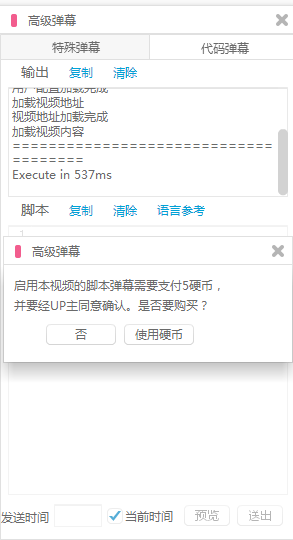 高级弹幕
特殊弹幕 代码弹幕
输出 复制 清除
用户配置加载完成
加载视频地址
视频地址加载完成
加载视频内容
=============================
========
Execute in 537ms
脚本 复制 清除 语言参考
1
高级弹幕
启用本视频的脚本弹幕需要支付5硬币，
并要经UP主同意确认。是否要购买？
否 使用硬币
发送时间 当前时间 预览 送出